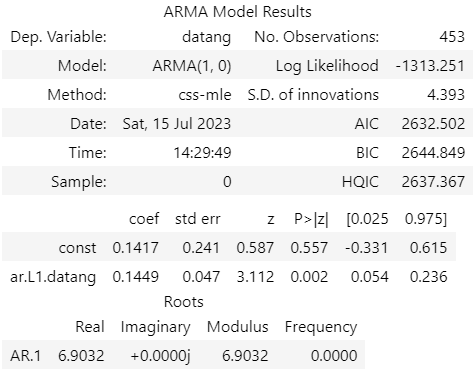 ARMA Model Results
Dep. Variable: datang No. Observations: 453
Model: ARMA(1, 0) Log Likelihood -1313.251
Method: css-mle S.D. of innovations 4.393
Date: Sat, 15 Jul 2023 AIC 2632.502
Time: 14:29:49 BIC 2644.849
Sample: 0 HQIC 2637.367
coef std err z P>|z| [0.025 0.975]
const 0.1417 0.241 0.587 0.557 -0.331 0.615
ar.L1.datang 0.1449 0.047 3.112 0.002 0.054 0.236
Roots
Real Imaginary Modulus Frequency
AR.1 6.9032 +0.0000j 6.9032 0.0000